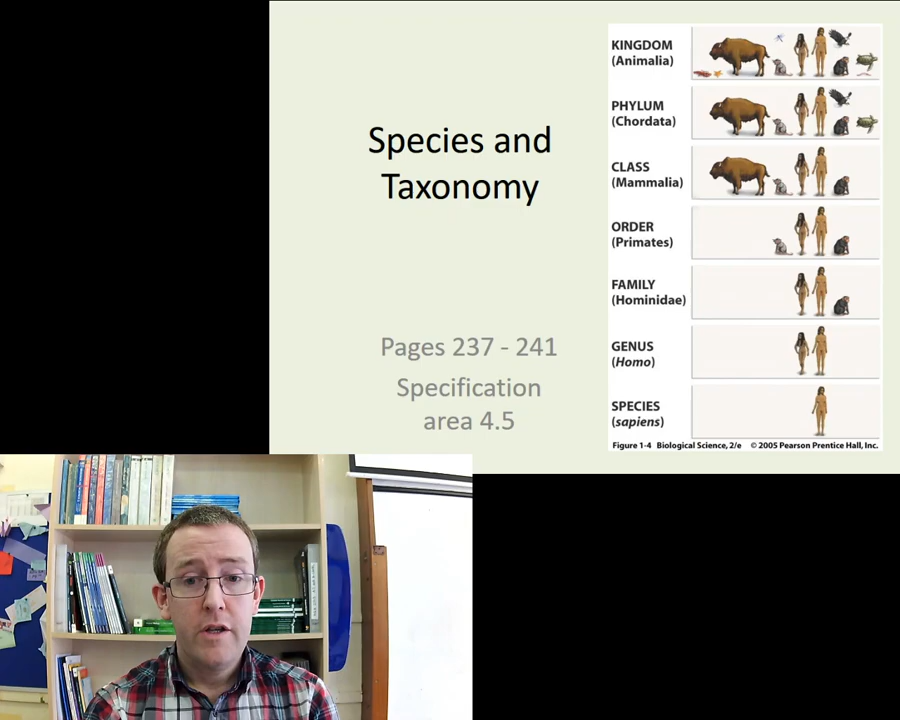 Species and
Taxonomy
Pages 237 - 241
Specification
area 4.5
KINGDOM
(Animalia)
PHYLUM
(Chordata)
CLASS
(Mammalia)
ORDER
(Primates)
FAMILY
(Hominidae)
GENUS
(Homo)
SPECIES
(sapiens)
Figure 1-4 Biological Science, 2/e © 2005 Pearson Prentice Hall, Inc.